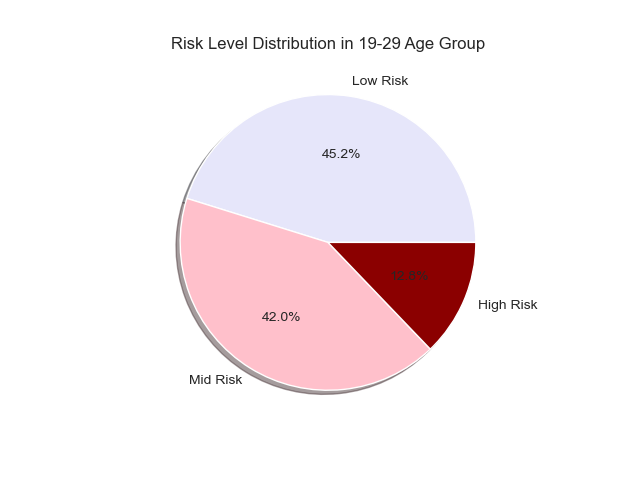 Risk Level Distribution in 19-29 Age Group
Low Risk
45.2%
12.8%
42.0%
High Risk
Mid Risk